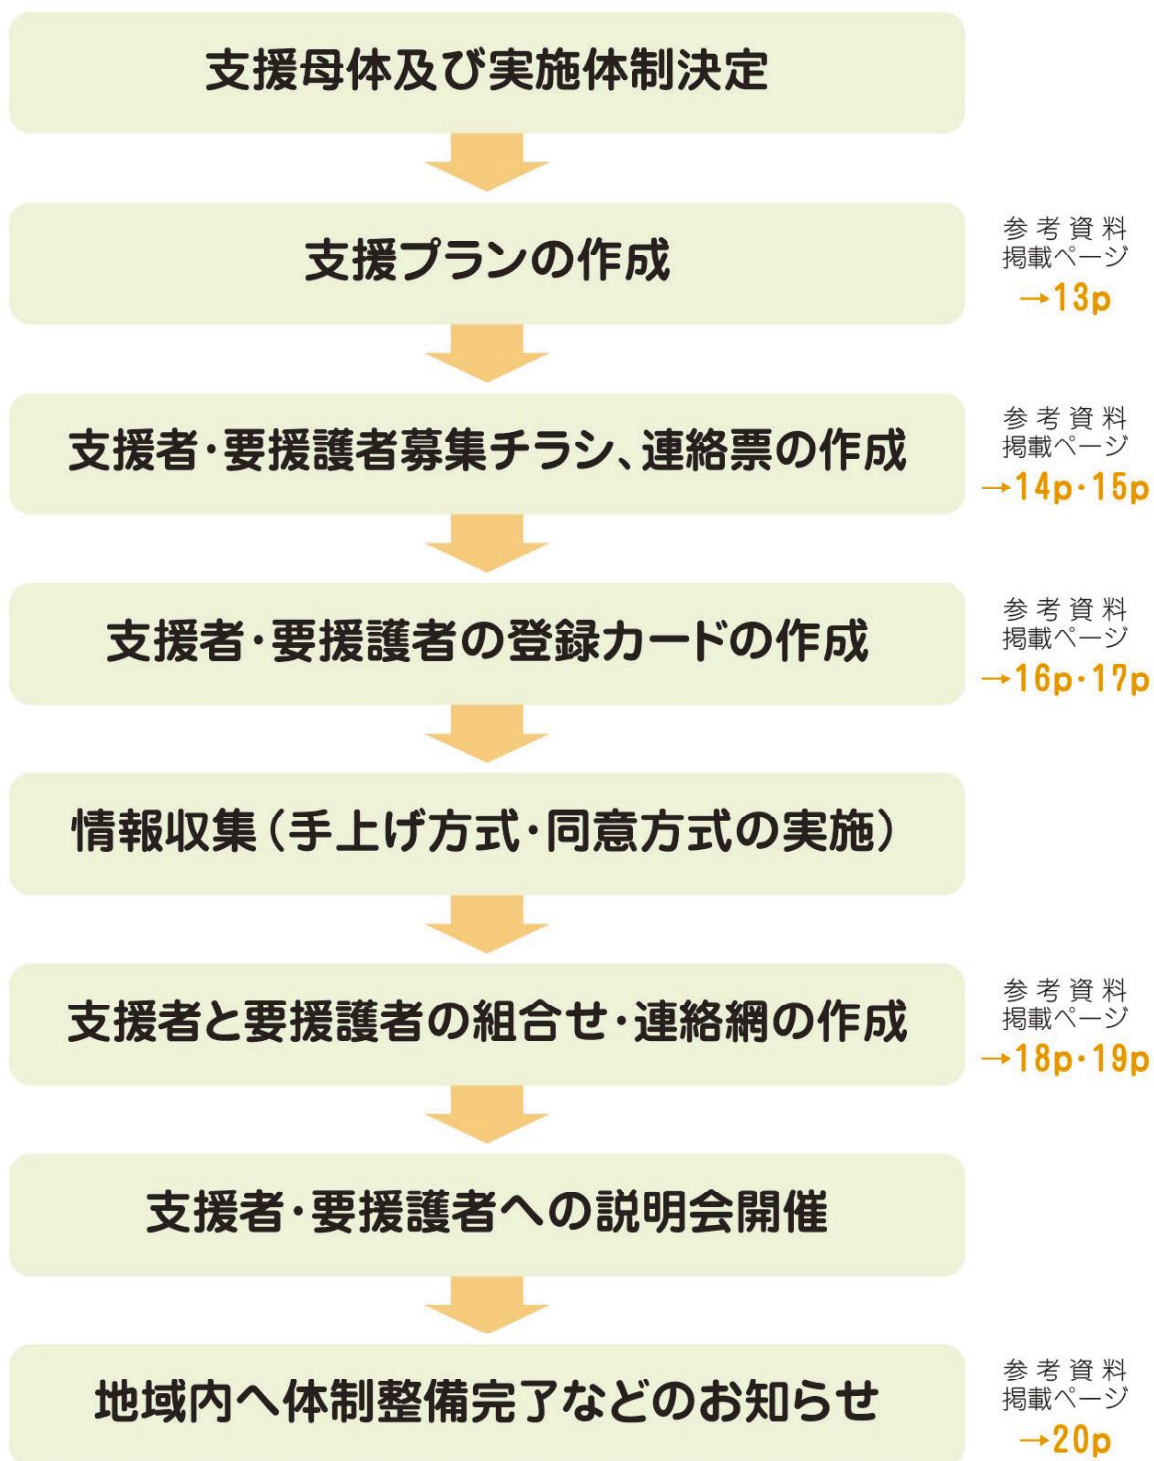 支援母体及び実施体制決定
支援プランの作成
参考資料
掲載ページ
→13p
支援者・要援護者募集チラシ、連絡票の作成
参考資料
掲載ページ
→14p・15p
支援者・要援護者の登録カードの作成
参考資料
掲載ページ
→16p・17p
情報収集（手上げ方式・同意方式の実施）
支援者と要援護者の組合せ・連絡網の作成
参考資料
掲載ページ
→18p・19p
支援者・要援護者への説明会開催
地域内へ体制整備完了などのお知らせ
参考資料
掲載ページ
→20p